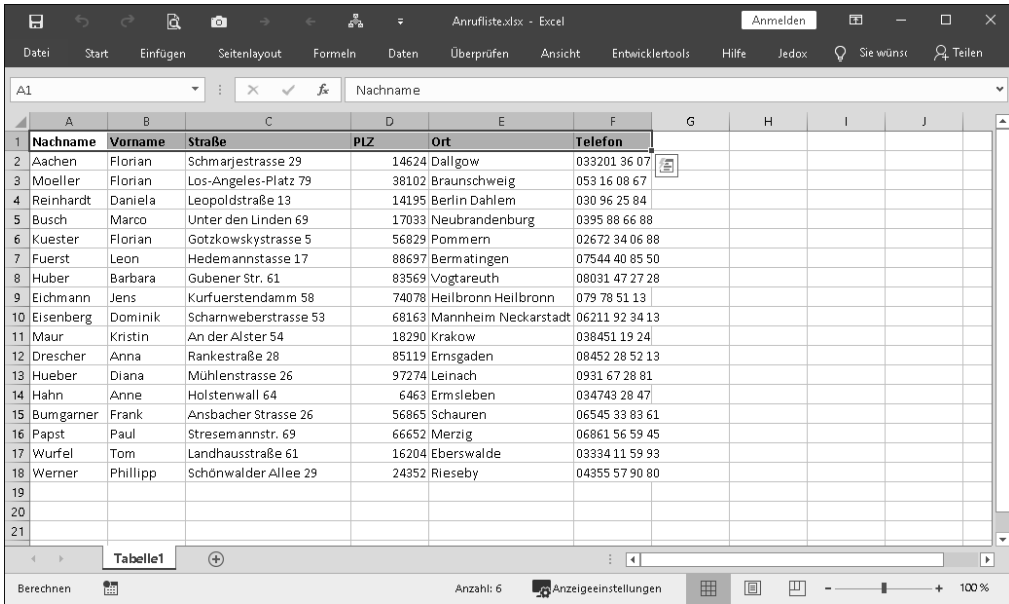 Anrufliste.xlsx - Excel Anmelden
Datei Start Einfügen Seitenlayout Formeln Daten Überprüfen Ansicht Entwicklertools Hilfe Jedox Sie wünsc Teilen
A1 fx Nachname
A B C D E F G H I J
1 Nachname Vorname Straße PLZ Ort Telefon
2 Aachen Florian Schmarjestrasse 29 14624 Dallgow 033201 36 07
3 Moeller Florian Los-Angeles-Platz 79 38102 Braunschweig 053 16 08 67
4 Reinhardt Daniela Leopoldstraße 13 14195 Berlin Dahlem 030 96 25 84
5 Busch Marco Unter den Linden 69 17033 Neubrandenburg 0395 88 66 88
6 Kuester Florian Gotzkowskystrasse 5 56829 Pommern 02672 34 06 88
7 Fuerst Leon Hedemannstasse 17 88697 Bermatingen 07544 40 85 50
8 Huber Barbara Gubener Str. 61 83569 Vogtareuth 08031 47 27 28
9 Eichmann Jens Kurfuerstendamm 58 74078 Heilbronn Heilbronn 079 78 51 13
10 Eisenberg Dominik Scharnweberstrasse 53 68163 Mannheim Neckarstadt 06211 92 34 13
11 Maur Kristin An der Alster 54 18290 Krakow 038451 19 24
12 Drescher Anna Rankestraße 28 85119 Ernsgaden 08452 28 52 13
13 Hueber Diana Mühlenstrasse 26 97274 Leinach 0931 67 28 81
14 Hahn Anne Holstenwall 64 6463 Ermsleben 034743 28 47
15 Bumgarner Frank Ansbacher Strasse 26 56865 Schauren 06545 33 83 61
16 Papst Paul Stresemannstr. 69 66652 Merzig 06861 56 59 45
17 Wurfel Tom Landhausstraße 61 16204 Eberswalde 03334 11 59 93
18 Werner Phillipp Schönwalder Allee 29 24352 Rieseby 04355 57 90 80
19
20
21
Tabelle1
Berechnen Anzahl: 6 Anzeigeeinstellungen 100 %